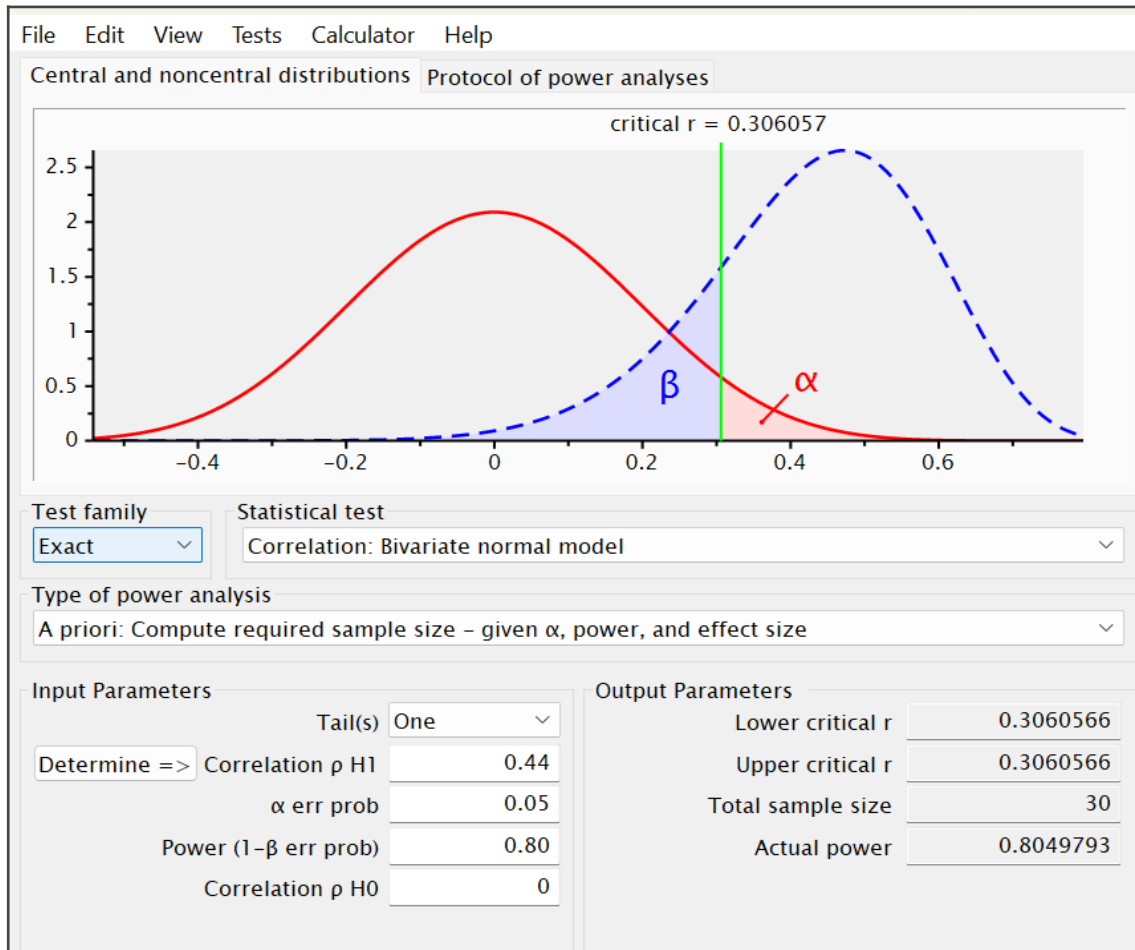 File Edit View Tests Calculator Help
Central and noncentral distributions Protocol of power analyses
critical r = 0.306057
2.5
2
1.5
1
0.5
0
β
α
−0.4 −0.2 0 0.2 0.4 0.6
Test family Statistical test
Exact Correlation: Bivariate normal model
Type of power analysis
A priori: Compute required sample size – given α, power, and effect size
Input Parameters
Tail(s) One
Determine => Correlation ρ H1 0.44
α err prob 0.05
Power (1−β err prob) 0.80
Correlation ρ H0 0
Output Parameters
Lower critical r 0.3060566
Upper critical r 0.3060566
Total sample size 30
Actual power 0.8049793